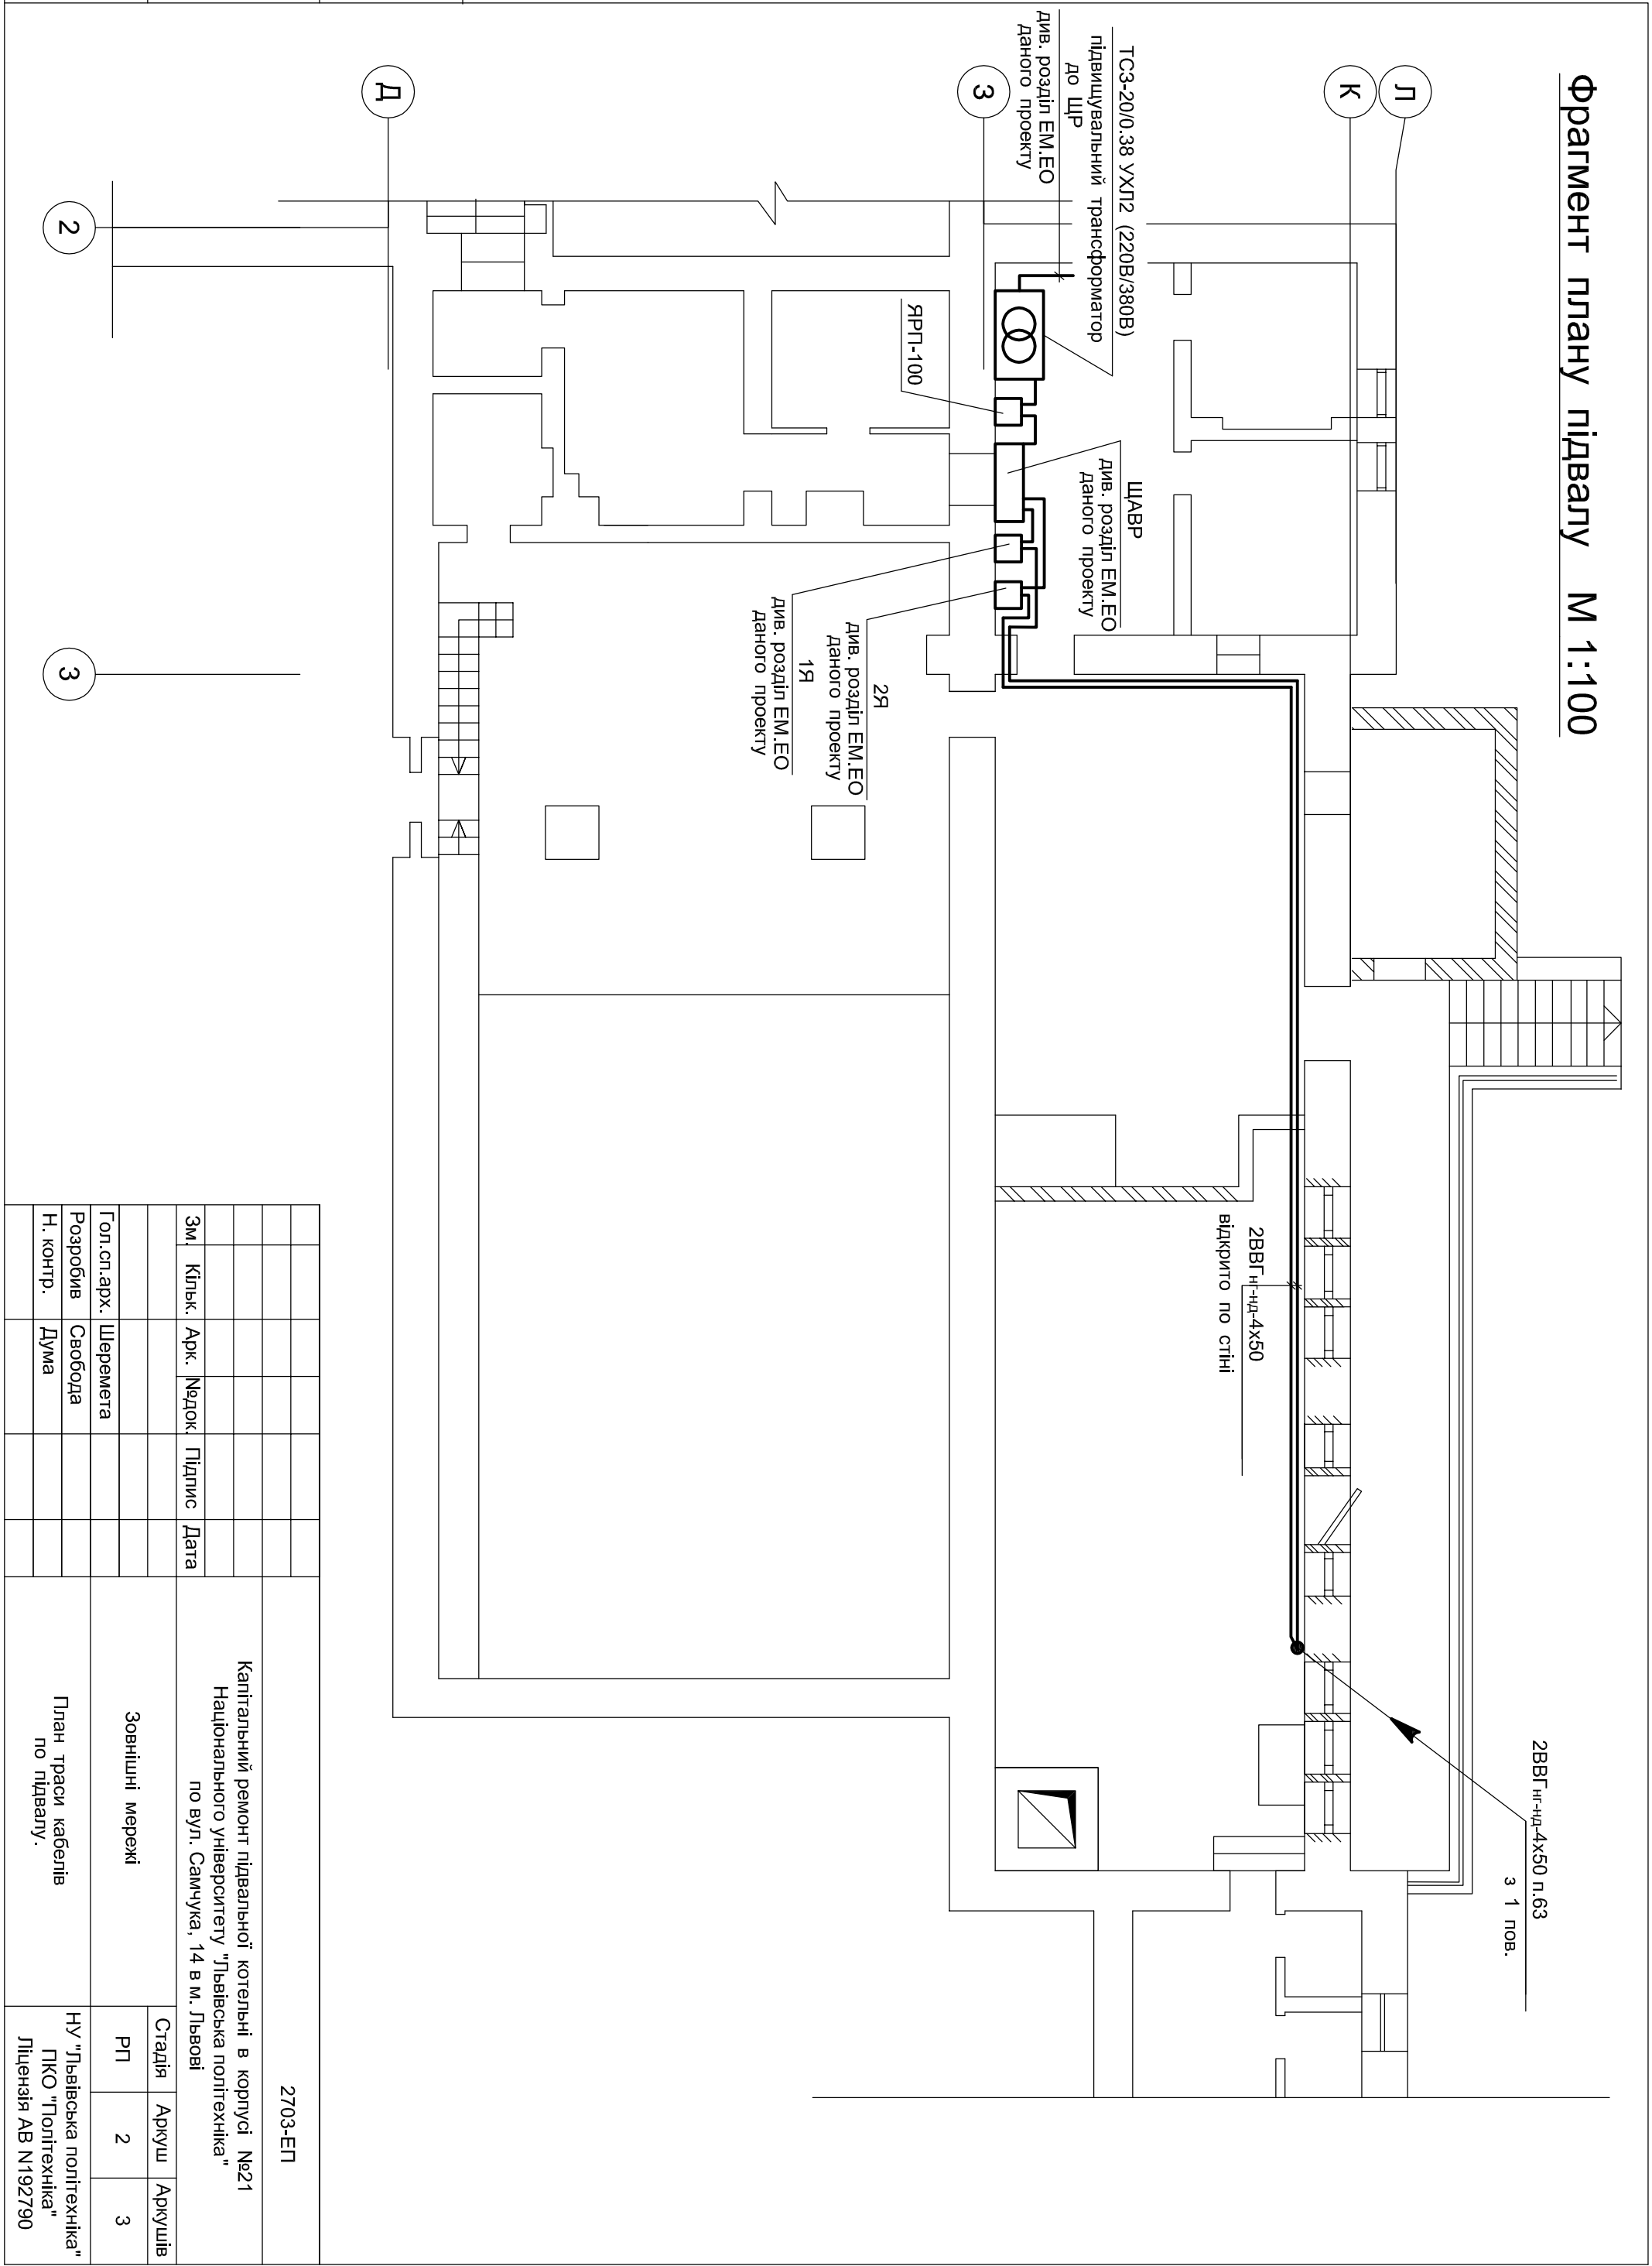 Фрагмент плану підвалу М 1:100
Л
К
З
Д
2
3
ТСЗ-20/0.38 УХЛ2 (220В/380В)
підвищувальний трансформатор
до ЩР
див. розділ ЕМ.ЕО
даного проекту
ЯРП-100
ЩАВР
див. розділ ЕМ.ЕО
даного проекту
2Я
див. розділ ЕМ.ЕО
даного проекту
1Я
див. розділ ЕМ.ЕО
даного проекту
2ВВГнг-нд-4х50
відкрито по стіні
2ВВГнг-нд-4х50 п.63
з 1 пов.
2703-ЕП
Капітальний ремонт підвальної котельні в корпусі №21
Національного університету "Львівська політехніка"
по вул. Самчука, 14 в м. Львові
Зм. Кільк. Арк. №док. Підпис Дата
Гол.сп.арх. Шеремета
Розробив Свобода
Н. контр. Дума
Зовнішні мережі
Стадія Аркуш Аркушів
РП 2 3
План траси кабелів
по підвалу.
НУ "Львівська політехніка"
ПКО "Політехніка"
Ліцензія АВ N192790